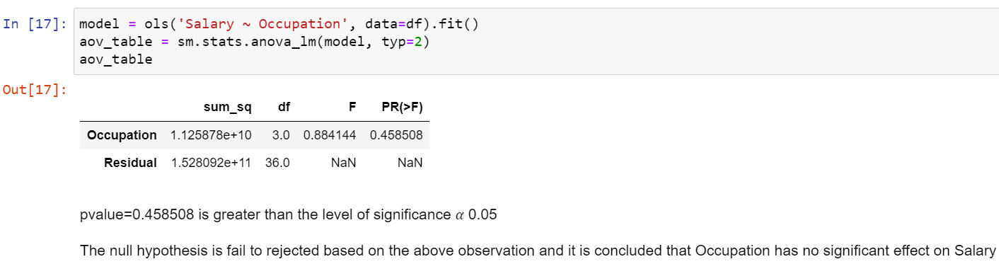 In [17]: model = ols('Salary ~ Occupation', data=df).fit()
aov_table = sm.stats.anova_lm(model, typ=2)
aov_table
Out[17]:
sum_sq df F PR(>F)
Occupation 1.125878e+10 3.0 0.884144 0.458508
Residual 1.528092e+11 36.0 NaN NaN
pvalue=0.458508 is greater than the level of significance α 0.05
The null hypothesis is fail to rejected based on the above observation and it is concluded that Occupation has no significant effect on Salary